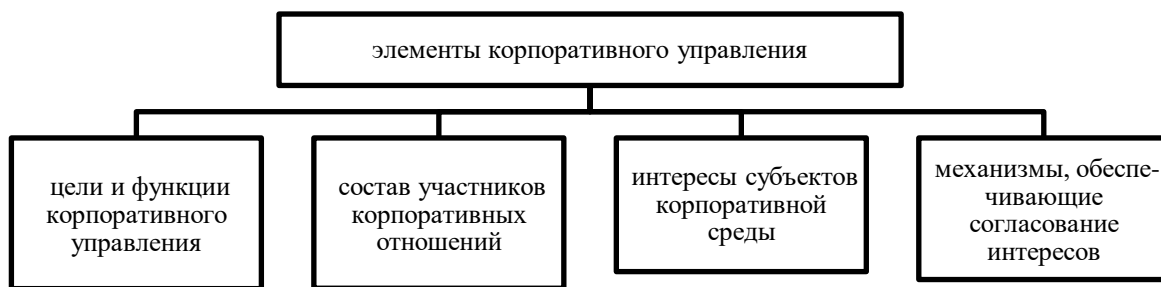 элементы корпоративного управления
цели и функции
корпоративного
управления
состав участников
корпоративных
отношений
интересы субъектов
корпоративной
среды
механизмы, обеспе-
чивающие
согласование
интересов